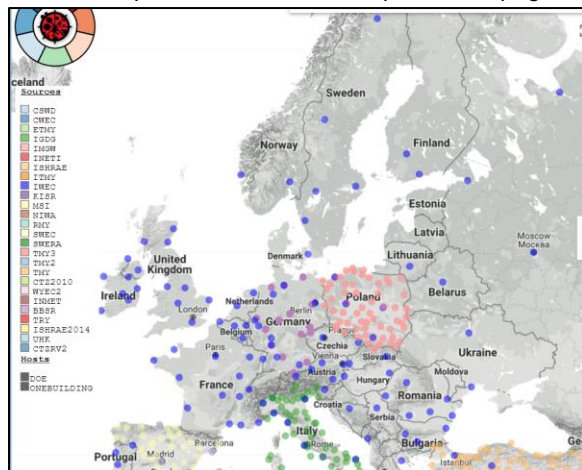 celand
Sources
CSWD
CWEC
ETMY
IGDG
IMGW
INETI
ISHRAE
ITMY
IWEC
KISR
MSI
NIWA
RMY
SWEC
SWERA
TMY3
TMY2
TMY
CTZ2010
WYEC2
INMET
BBSR
TRY
ISHRAE2014
UHK
CTZRV2
Hosts
DOE
ONEBUILDING
Sweden
Finland
Norway
Estonia
Latvia
Moscow
Москва
Denmark
Lithuania
United
Kingdom
Ireland
Belarus
Netherlands
Berlin
Poland
London
Belgium
Germany
Prague
Czechia
Paris
Vienna
Slovakia
Ukraine
Austria
Hungary
Moldova
France
Croatia
Romania
Serbia
Italy
Rome
Bulgaria
Istanbul
Ge
Barcelona
Madrid
Portugal